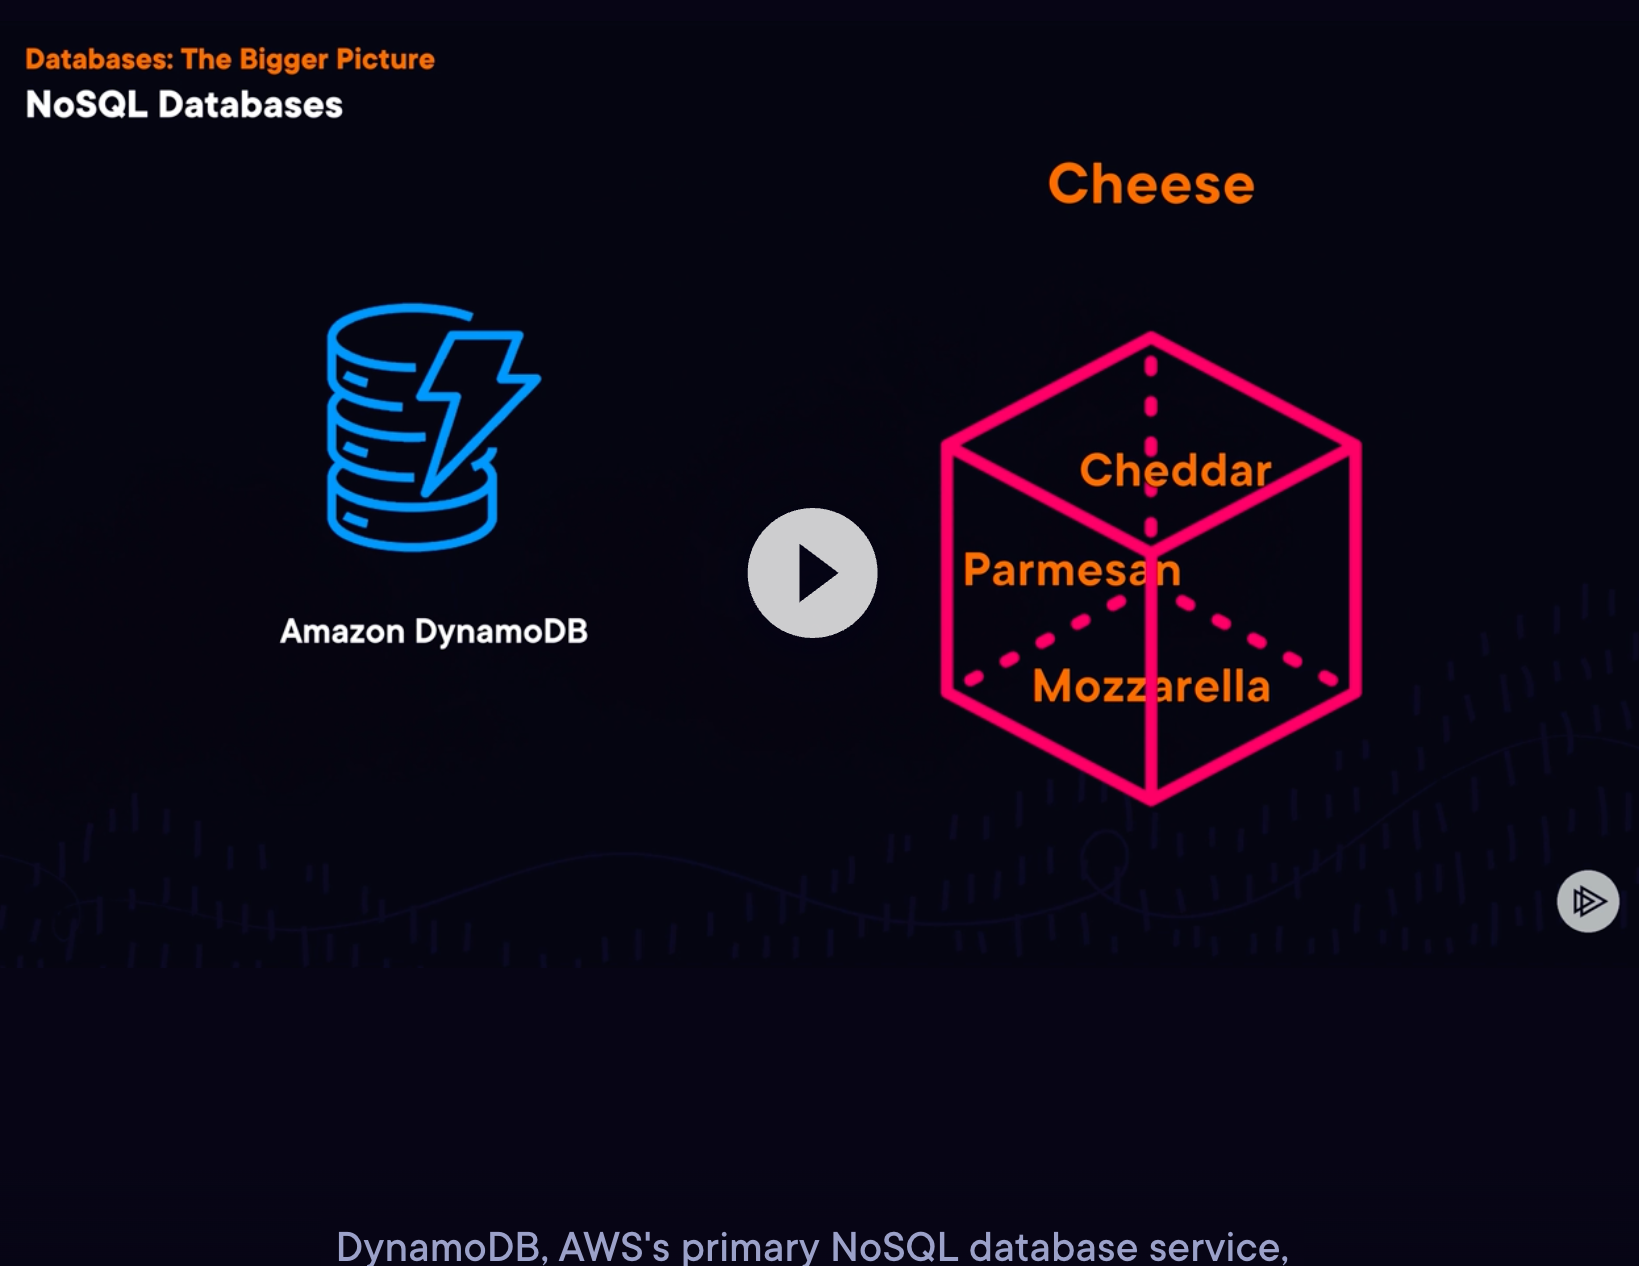 Databases: The Bigger Picture
NoSQL Databases
Cheese
Cheddar
Parmesan
Mozzarella
Amazon DynamoDB
DynamoDB, AWS's primary NoSQL database service,